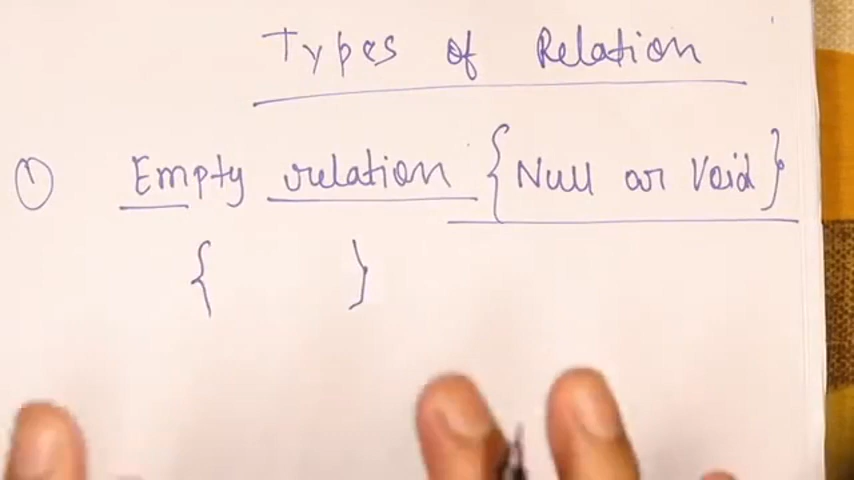 Types of Relation
① Empty relation {Null or Void}
{ }